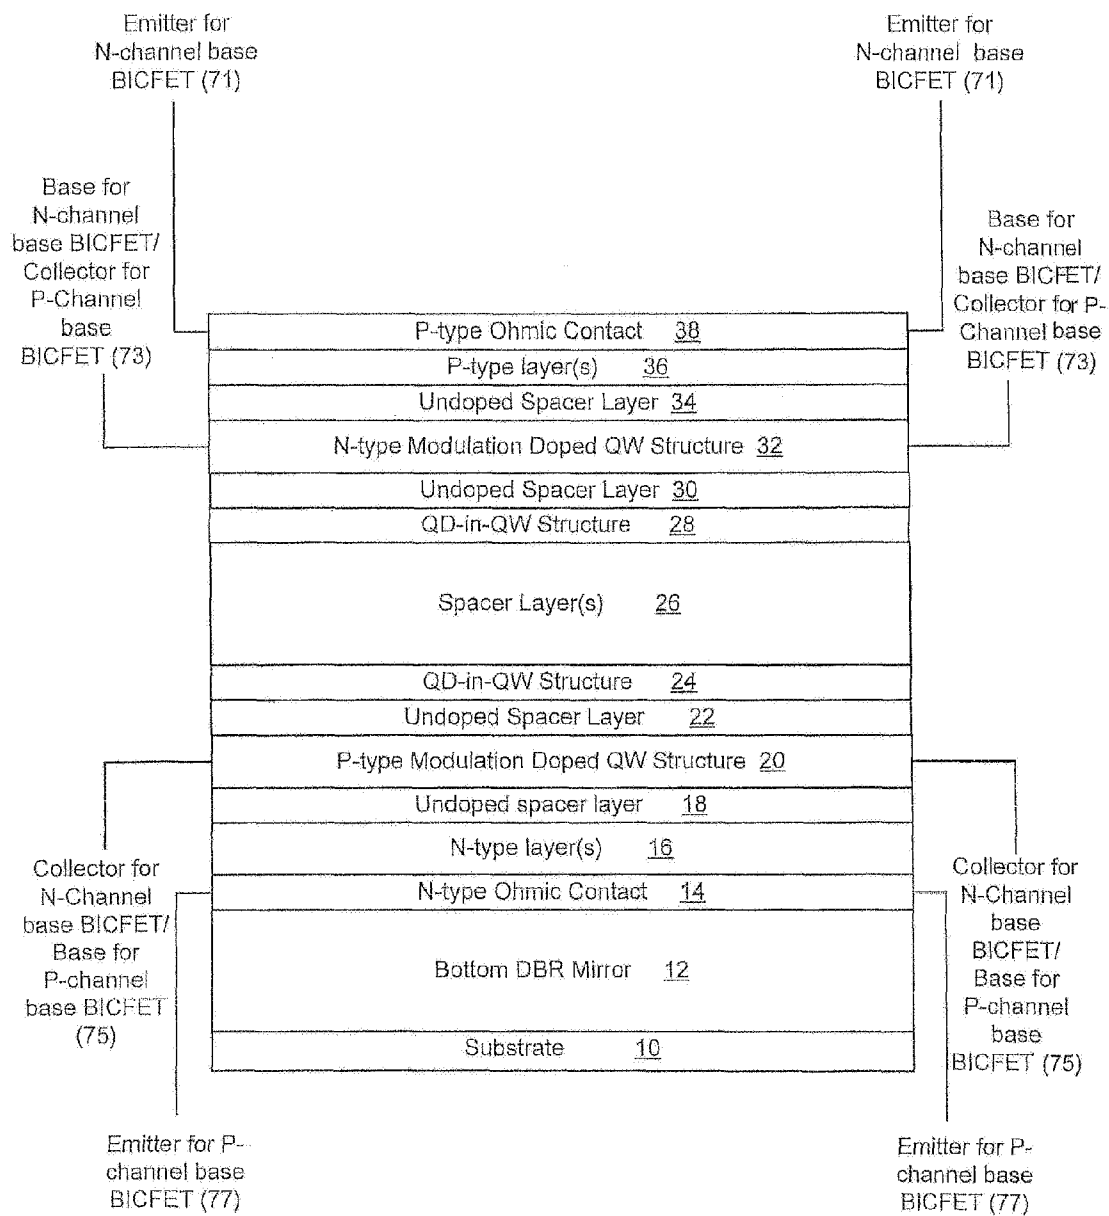 Emitter for
N-channel base
BICFET (71)
Emitter for
N-channel base
BICFET (71)
Base for
N-channel
base BICFET/
Collector for
P-Channel
base
BICFET (73)
Base for
N-channel
base BICFET/
Collector for P-
Channel base
BICFET (73)
P-type Ohmic Contact 38
P-type layer(s) 36
Undoped Spacer Layer 34
N-type Modulation Doped QW Structure 32
Undoped Spacer Layer 30
QD-in-QW Structure 28
Spacer Layer(s) 26
QD-in-QW Structure 24
Undoped Spacer Layer 22
P-type Modulation Doped QW Structure 20
Undoped spacer layer 18
N-type layer(s) 16
N-type Ohmic Contact 14
Bottom DBR Mirror 12
Substrate 10
Collector for
N-Channel
base BICFET/
Base for
P-channel
base BICFET
(75)
Collector for
N-Channel
base
BICFET/
Base for
P-channel
base
BICFET (75)
Emitter for P-
channel base
BICFET (77)
Emitter for P-
channel base
BICFET (77)